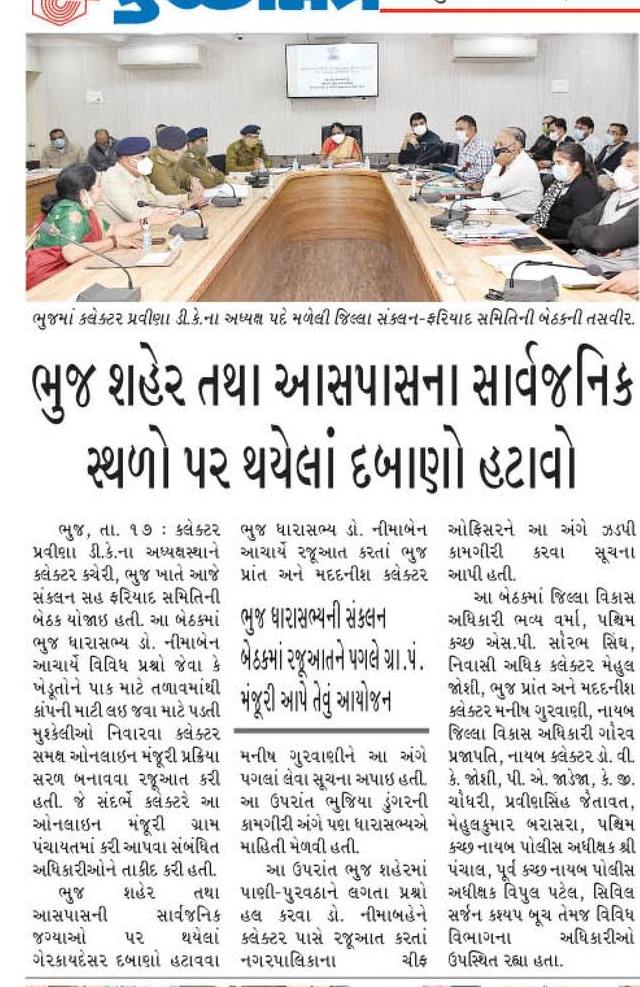 ભુજમાં કલેક્ટર પ્રવીણા ડી.કે.ના અધ્યક્ષ પદે મળેલી જિલ્લા સંકલન-ફરિયાદ સમિતિની બેઠકની તસવીર.
ભુજ શહેર તથા આસપાસના સાર્વજનિક
સ્થળો પર થયેલાં દબાણો હટાવો
ભુજ, તા. ૧૭ : કલેક્ટર
પ્રવીણા ડી.કે.ના અધ્યક્ષસ્થાને
કલેક્ટર કચેરી, ભુજ ખાતે આજે
સંકલન સહ ફરિયાદ સમિતિની
બેઠક યોજાઇ હતી. આ બેઠકમાં
ભુજ ધારાસભ્ય ડો. નીમાબેન
આચાર્યે વિવિધ પ્રશ્નો જેવા કે
ખેડૂતોને પાક માટે તળાવમાંથી
કાંપની માટી લઇ જવા માટે પડતી
મુશ્કેલીઓ નિવારવા કલેક્ટર
સમક્ષ ઓનલાઇન મંજૂરી પ્રક્રિયા
સરળ બનાવવા રજૂઆત કરી
હતી. જે સંદર્ભે કલેક્ટરે આ
ઓનલાઇન મંજૂરી ગ્રામ
પંચાયતમાં કરી આપવા સંબંધિત
અધિકારીઓને તાકીદ કરી હતી.
ભુજ શહેર તથા
આસપાસની સાર્વજનિક
જગ્યાઓ પર થયેલાં
ગેરકાયદેસર દબાણો હટાવવા
ભુજ ધારાસભ્ય ડો. નીમાબેન
આચાર્યે રજૂઆત કરતાં ભુજ
પ્રાંત અને મદદનીશ કલેક્ટર
ભુજ ધારાસભ્યની સંકલન
બેઠકમાં રજૂઆતને પગલે ગ્રા.પં.
મંજૂરી આપે તેવું આયોજન
મનીષ ગુરવાણીને આ અંગે
પગલાં લેવા સૂચના અપાઇ હતી.
આ ઉપરાંત ભુજિયા ડુંગરની
કામગીરી અંગે પણ ધારાસભ્યએ
માહિતી મેળવી હતી.
આ ઉપરાંત ભુજ શહેરમાં
પાણી-પુરવઠાને લગતા પ્રશ્નો
હલ કરવા ડો. નીમાબહેને
કલેક્ટર પાસે રજૂઆત કરતાં
નગરપાલિકાના ચીફ
ઓફિસરને આ અંગે ઝડપી
કામગીરી કરવા સૂચના
આપી હતી.
આ બેઠકમાં જિલ્લા વિકાસ
અધિકારી ભવ્ય વર્મા, પશ્ચિમ
કચ્છ એસ.પી. સૌરભ સિંઘ,
નિવાસી અધિક કલેક્ટર મેહુલ
જોશી, ભુજ પ્રાંત અને મદદનીશ
કલેક્ટર મનીષ ગુરવાણી, નાયબ
જિલ્લા વિકાસ અધિકારી ગૌરવ
પ્રજાપતિ, નાયબ કલેક્ટર ડો. વી.
કે. જોશી, પી. એ. જાડેજા, કે. જી.
ચૌધરી, પ્રવીણસિંહ જૈતાવત,
મેહુલકુમાર બરાસરા, પશ્ચિમ
કચ્છ નાયબ પોલીસ અધીક્ષક શ્રી
પંચાલ, પૂર્વ કચ્છ નાયબ પોલીસ
અધીક્ષક વિપુલ પટેલ, સિવિલ
સર્જન કશ્યપ બૂચ તેમજ વિવિધ
વિભાગના અધિકારીઓ
ઉપસ્થિત રહ્યા હતા.